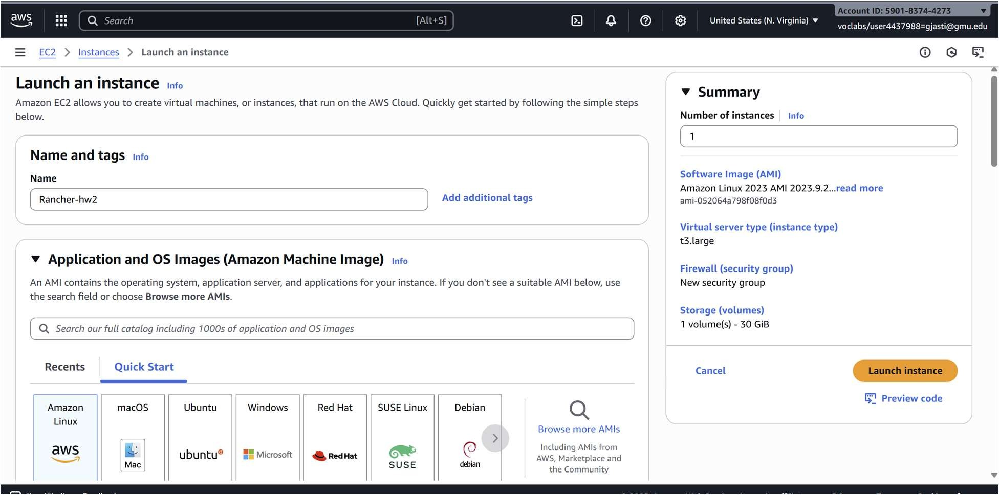 aws
Search
[Alt+S]
United States (N. Virginia)
Account ID: 5901-8374-4273
voclabs/user4437988=gjasti@gmu.edu
EC2
Instances
Launch an instance
Launch an instance Info
Amazon EC2 allows you to create virtual machines, or instances, that run on the AWS Cloud. Quickly get started by following the simple steps
below.
Name and tags Info
Name
Rancher-hw2
Add additional tags
Application and OS Images (Amazon Machine Image) Info
An AMI contains the operating system, application server, and applications for your instance. If you don't see a suitable AMI below, use
the search field or choose Browse more AMIs.
Search our full catalog including 1000s of application and OS images
Recents
Quick Start
Amazon
Linux
aws
macOS
Mac
Ubuntu
ubuntu
Windows
Microsoft
Red Hat
Red Hat
SUSE Linux
SUSE
Debian
debian
Browse more AMIs
Including AMIs from
AWS, Marketplace and
the Community
Summary
Number of instances Info
1
Software Image (AMI)
Amazon Linux 2023 AMI 2023.9.2...read more
ami-052064a798f08f0d3
Virtual server type (instance type)
t3.large
Firewall (security group)
New security group
Storage (volumes)
1 volume(s) - 30 GiB
Cancel
Launch instance
Preview code